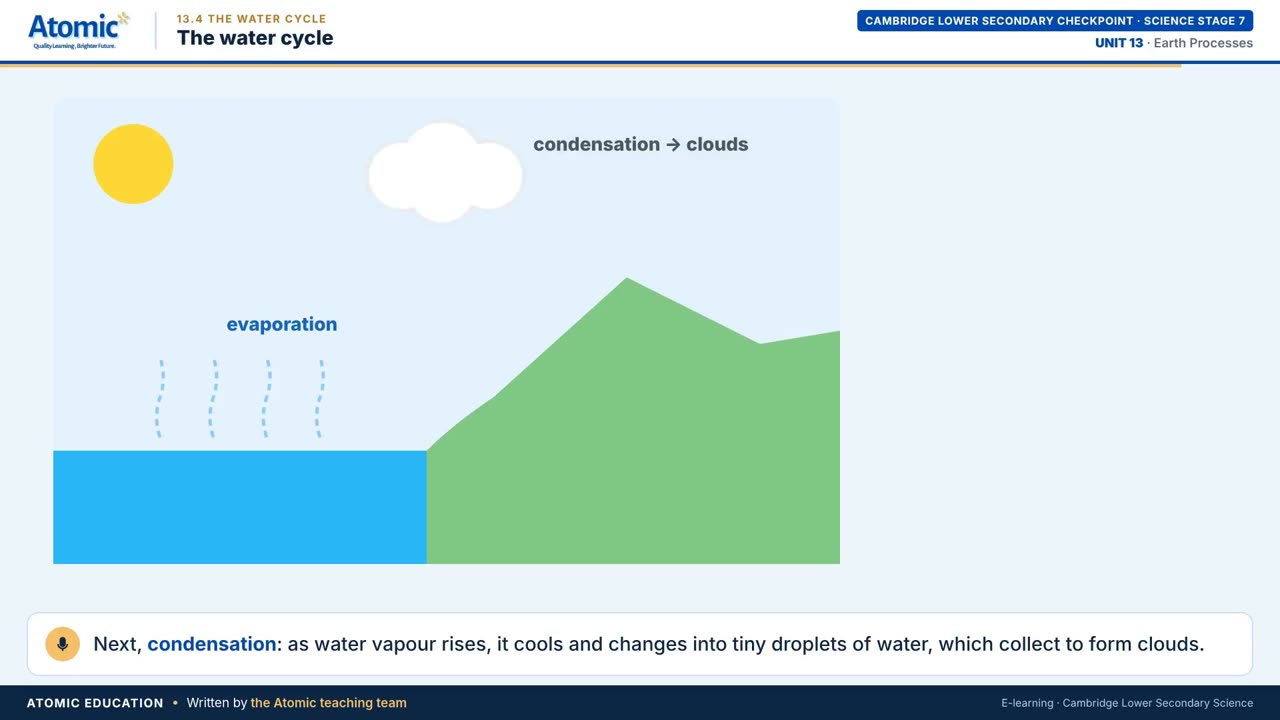 Atomic
Quality Learning, Brighter Future.
13.4 THE WATER CYCLE
The water cycle
CAMBRIDGE LOWER SECONDARY CHECKPOINT · SCIENCE STAGE 7
UNIT 13 · Earth Processes
condensation → clouds
evaporation
Next, condensation: as water vapour rises, it cools and changes into tiny droplets of water, which collect to form clouds.
ATOMIC EDUCATION • Written by the Atomic teaching team
E-learning · Cambridge Lower Secondary Science